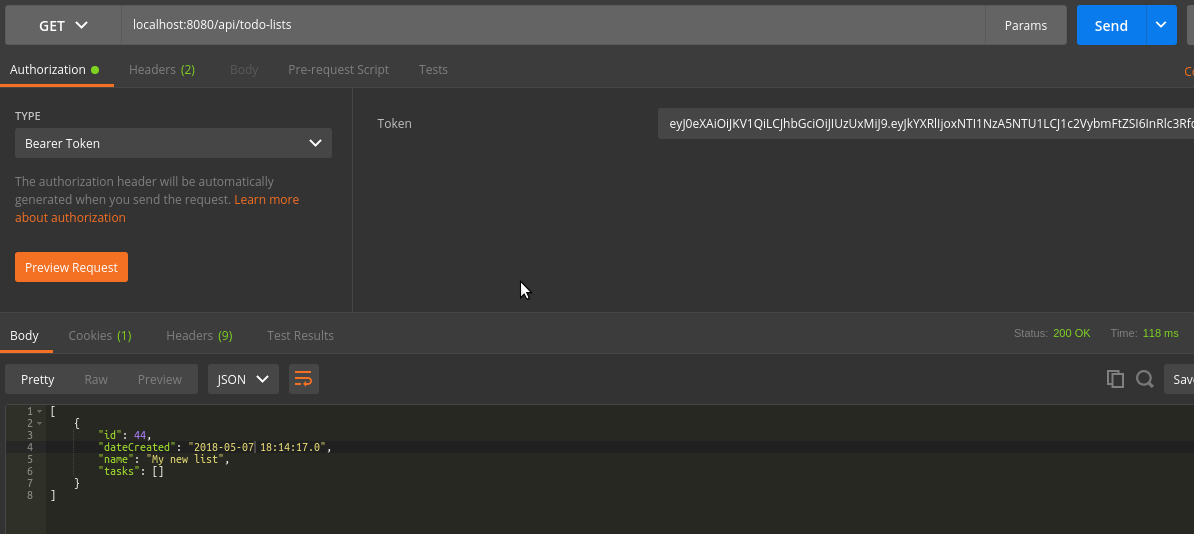 GET localhost:8080/api/todo-lists Params Send
Authorization Headers (2) Body Pre-request Script Tests
TYPE
Bearer Token
Token
The authorization header will be automatically
generated when you send the request. Learn more
about authorization
Preview Request
Body Cookies (1) Headers (9) Test Results Status: 200 OK Time: 118 ms
Pretty Raw Preview JSON
1 [
2 {
3 "id": 44,
4 "dateCreated": "2018-05-07 18:14:17.0",
5 "name": "My new list",
6 "tasks": []
7 }
8 ]